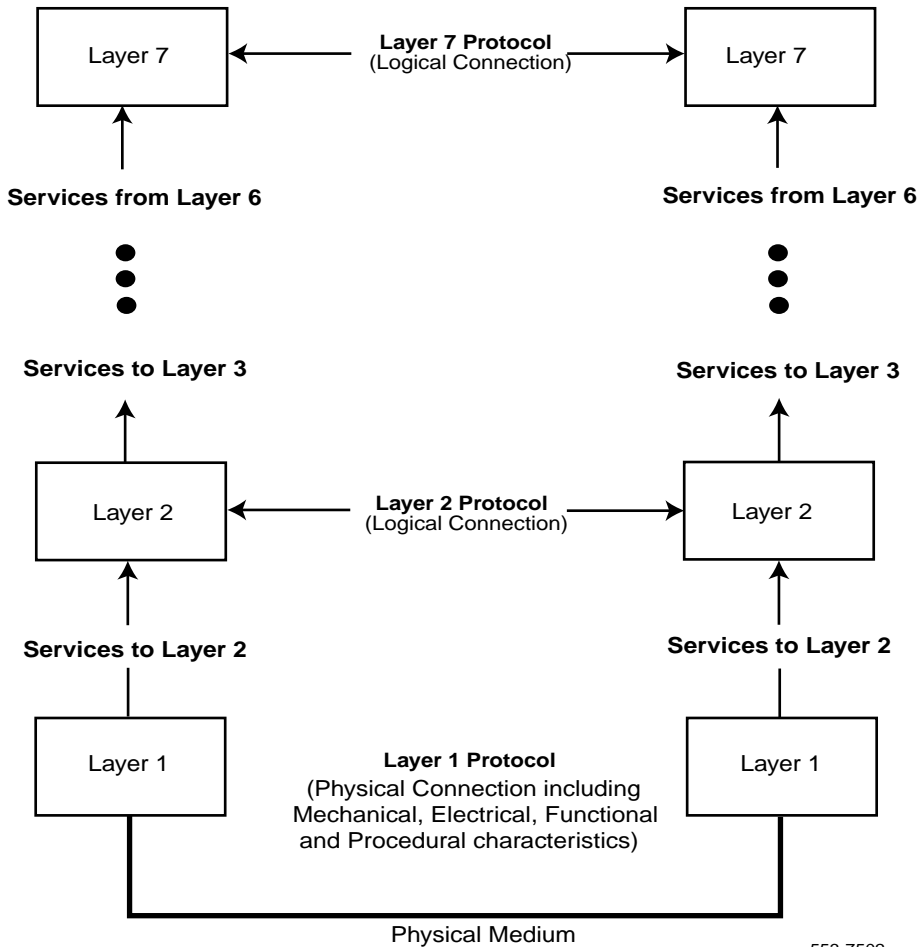 Layer 7
Layer 7 Protocol
(Logical Connection)
Layer 7
Services from Layer 6
Services from Layer 6
Services to Layer 3
Services to Layer 3
Layer 2
Layer 2 Protocol
(Logical Connection)
Layer 2
Services to Layer 2
Services to Layer 2
Layer 1
Layer 1 Protocol
(Physical Connection including
Mechanical, Electrical, Functional
and Procedural characteristics)
Layer 1
Physical Medium